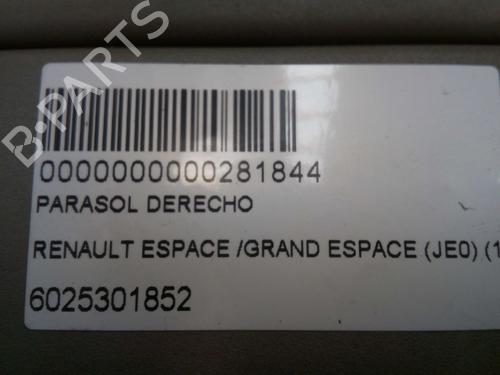 B-PARTS
0000000000281844
PARASOL DERECHO
RENAULT ESPACE /GRAND ESPACE (JE0) (1
6025301852